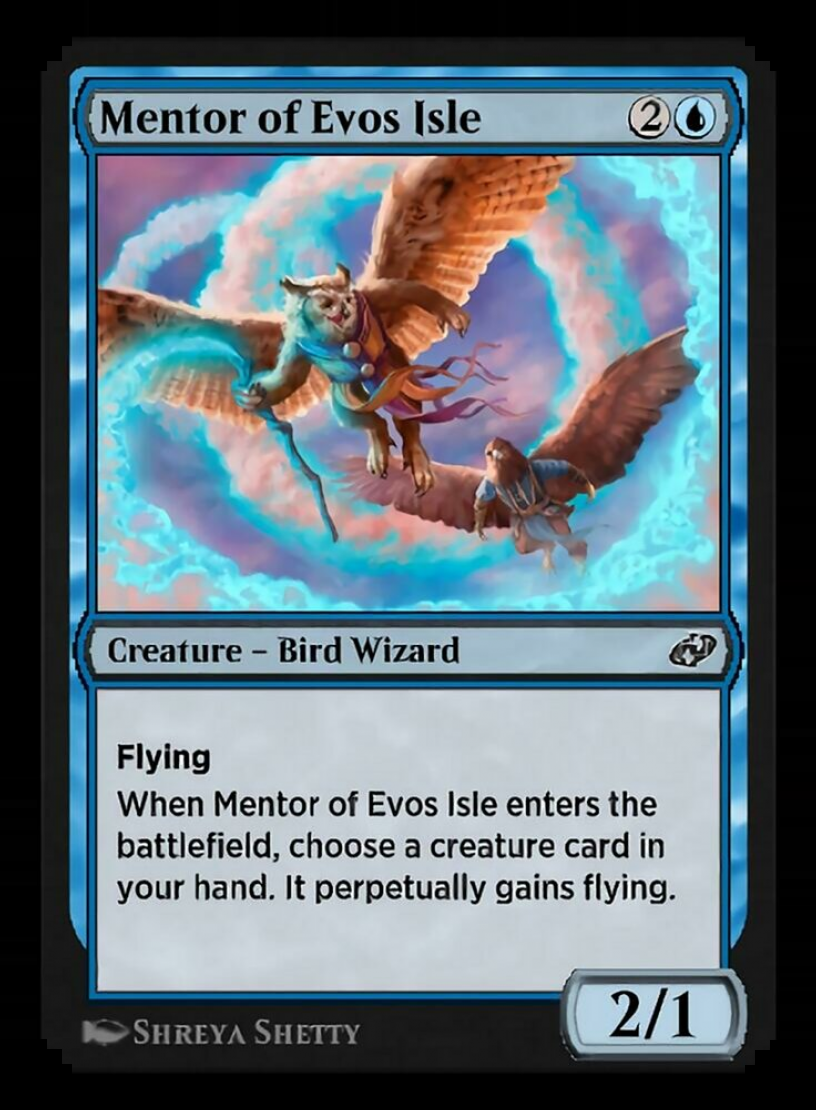 Mentor of Evos Isle 2
Creature – Bird Wizard
Flying
When Mentor of Evos Isle enters the
battlefield, choose a creature card in
your hand. It perpetually gains flying.
2/1
Shreya Shetty